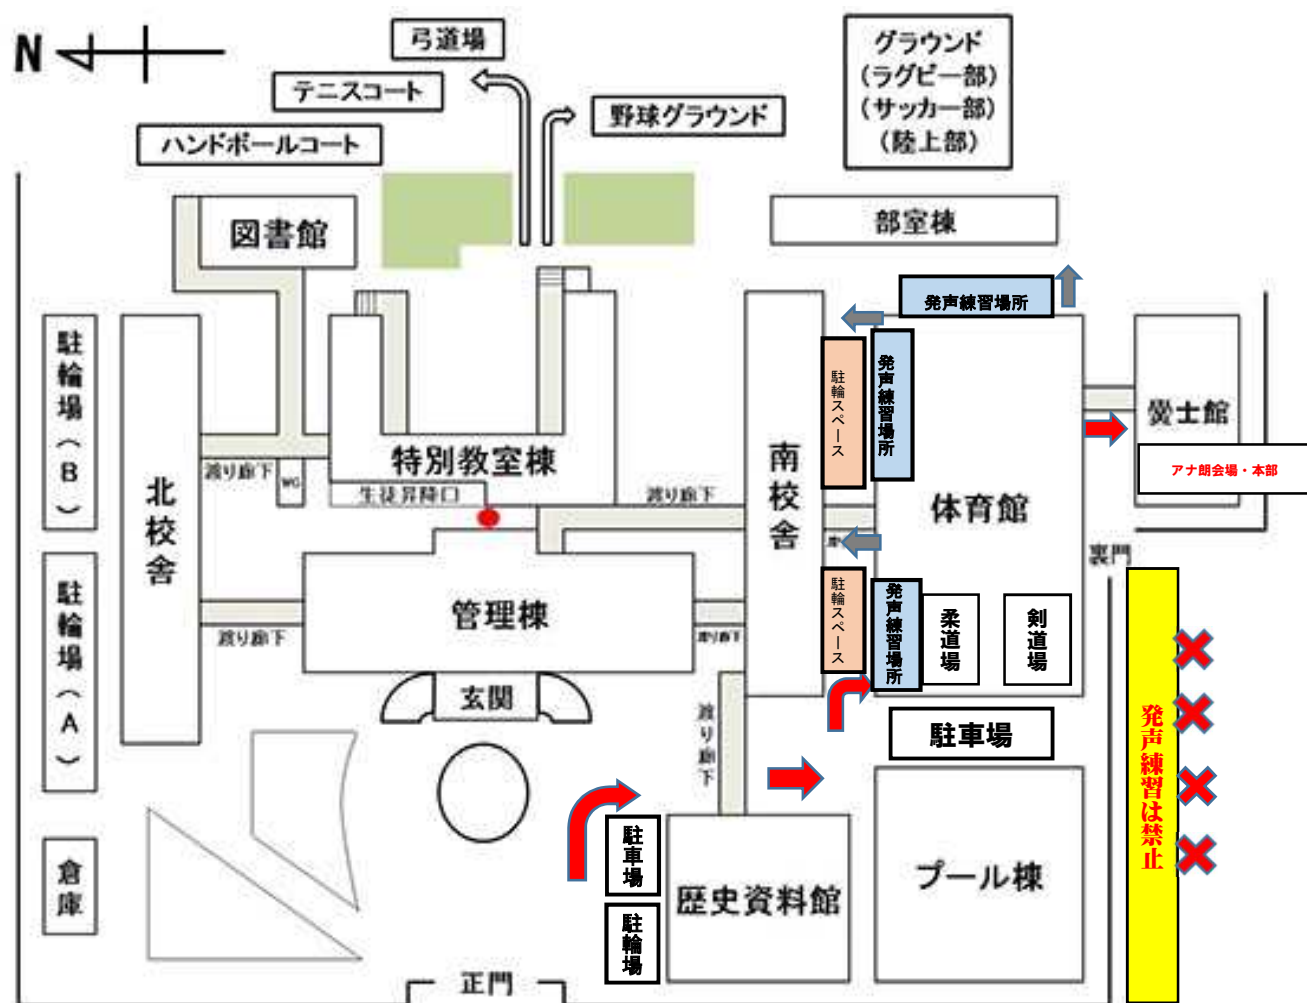 N
弓道場
テニスコート
野球グラウンド
ハンドボールコート
グラウンド
（ラグビー部）
（サッカー部）
（陸上部）
図書館
部室棟
発声練習場所
駐輪場（B）
北校舎
渡り廊下
WC
特別教室棟
生徒昇降口
渡り廊下
南校舎
駐輪スペース
発声練習場所
体育館
黌士館
アナ朗会場・本部
裏門
駐輪場（A）
渡り廊下
管理棟
渡り廊下
玄関
駐輪スペース
発声練習場所
柔道場
剣道場
渡り廊下
駐車場
発声練習は禁止
倉庫
駐車場
駐輪場
歴史資料館
プール棟
正門